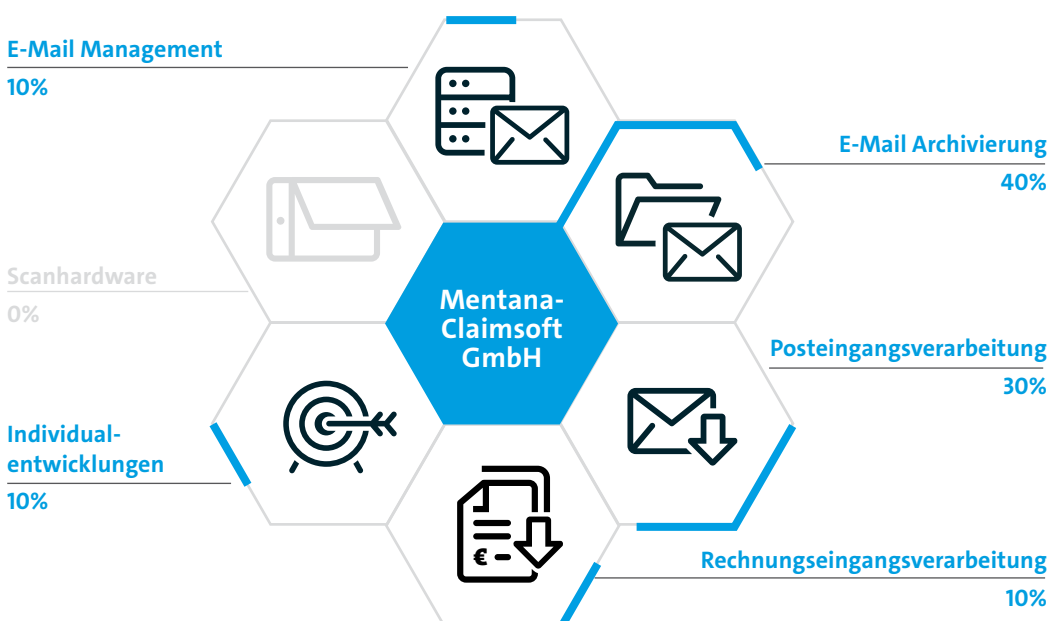 E-Mail Management
10%
E-Mail Archivierung
40%
Scanhardware
0%
Mentana-
Claimsoft
GmbH
Posteingangsverarbeitung
30%
Individual-
entwicklungen
10%
€
Rechnungseingangsverarbeitung
10%